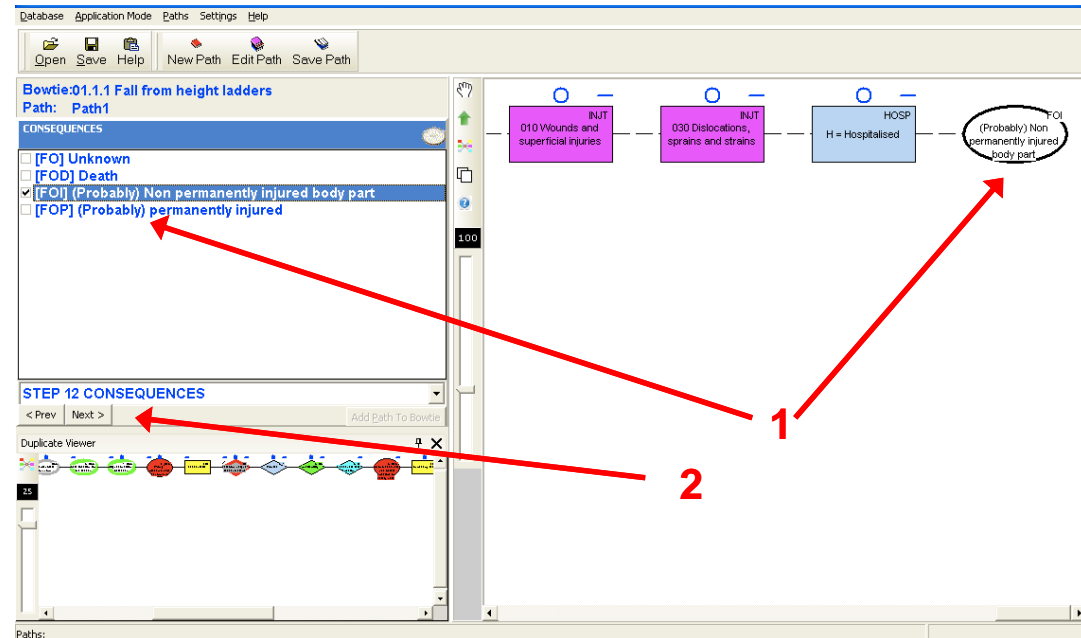 Database Application Mode Paths Settings Help
Open Save Help New Path Edit Path Save Path
Bowtie:01.1.1 Fall from height ladders
Path: Path1
CONSEQUENCES
[FO] Unknown
[FOD] Death
[FOI] (Probably) Non permanently injured body part
[FOP] (Probably) permanently injured
STEP 12 CONSEQUENCES
< Prev Next > Add Path To Bowtie
Duplicate Viewer
25
Paths:
100
INJT
010 Wounds and
superficial injuries
INJT
030 Dislocations,
sprains and strains
HOSP
H = Hospitalised
FOI
(Probably) Non
permanently injured
body part
1
2